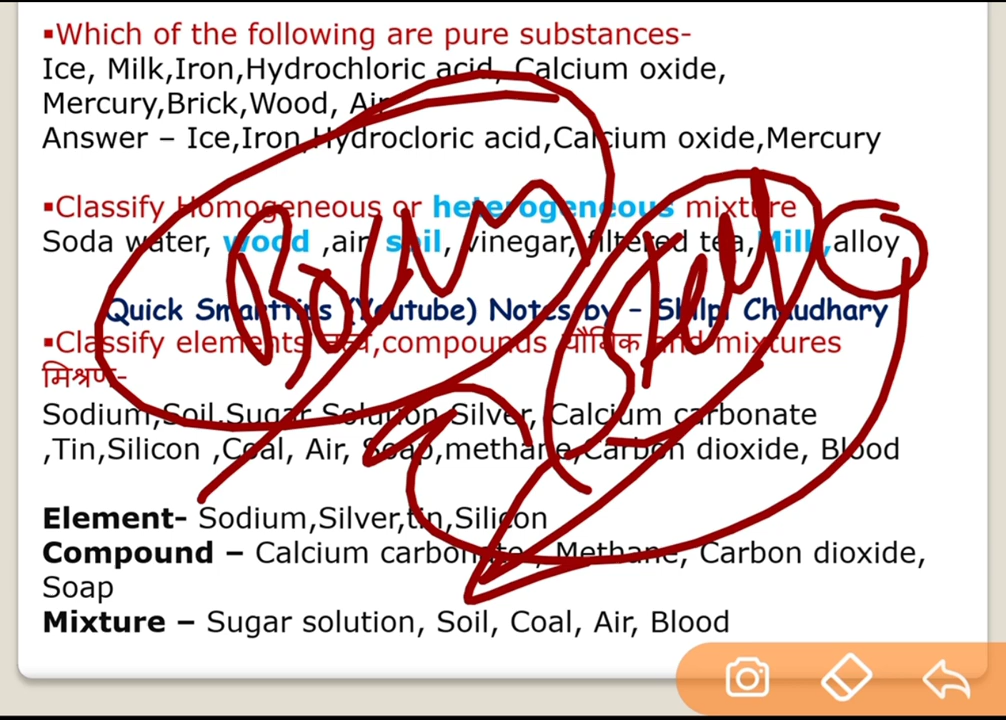 ▪Which of the following are pure substances-
Ice, Milk,Iron,Hydrochloric acid, Calcium oxide,
Mercury,Brick,Wood, Air
Answer – Ice,Iron,Hydrocloric acid,Calcium oxide,Mercury
▪Classify Homogeneous or heterogeneous mixture
Soda water, wood ,air, soil, vinegar, filtered tea,Milk,alloy
Quick Smarttips (Youtube) Notes by - Shilpi Chaudhary
▪Classify elements तत्व,compounds यौगिक and mixtures
मिश्रण-
Sodium,Soil,Sugar Solution,Silver, Calcium carbonate
,Tin,Silicon ,Coal, Air, Soap,methane,Carbon dioxide, Blood
Element- Sodium,Silver,tin,Silicon
Compound – Calcium carbonate, Methane, Carbon dioxide,
Soap
Mixture – Sugar solution, Soil, Coal, Air, Blood